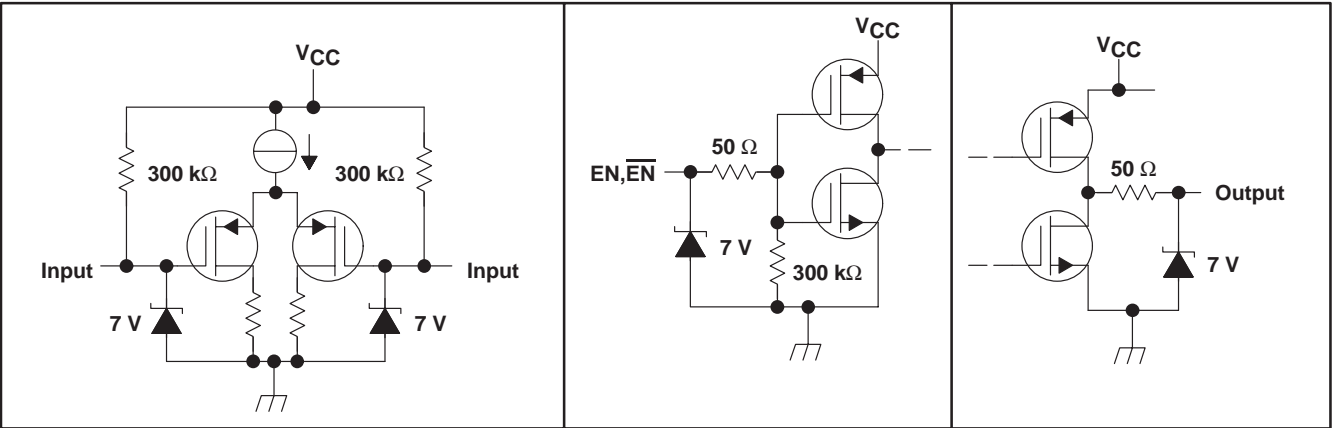 VCC
300 kΩ
300 kΩ
Input
Input
7 V
7 V
VCC
50 Ω
EN,E̅N̅
7 V
300 kΩ
VCC
50 Ω
Output
7 V